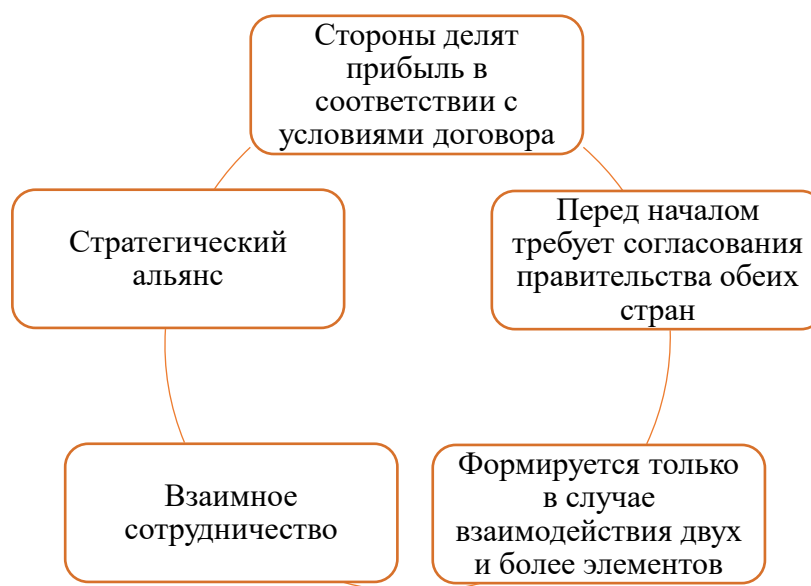 Стороны делят
прибыль в
соответствии с
условиями договора
Перед началом
требует согласования
правительства обеих
стран
Формируется только
в случае
взаимодействия двух
и более элементов
Взаимное
сотрудничество
Стратегический
альянс